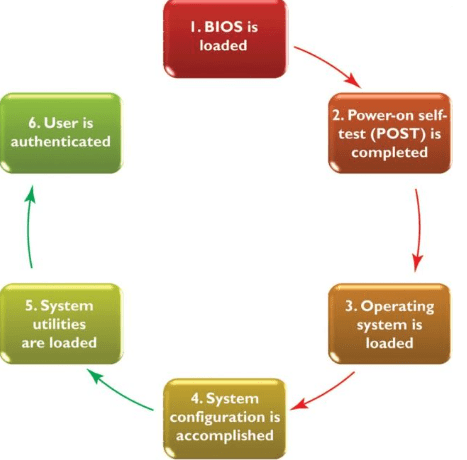 1. BIOS is
loaded
2. Power-on self-
test (POST) is
completed
3. Operating
system is
loaded
4. System
configuration is
accomplished
5. System
utilities
are loaded
6. User is
authenticated